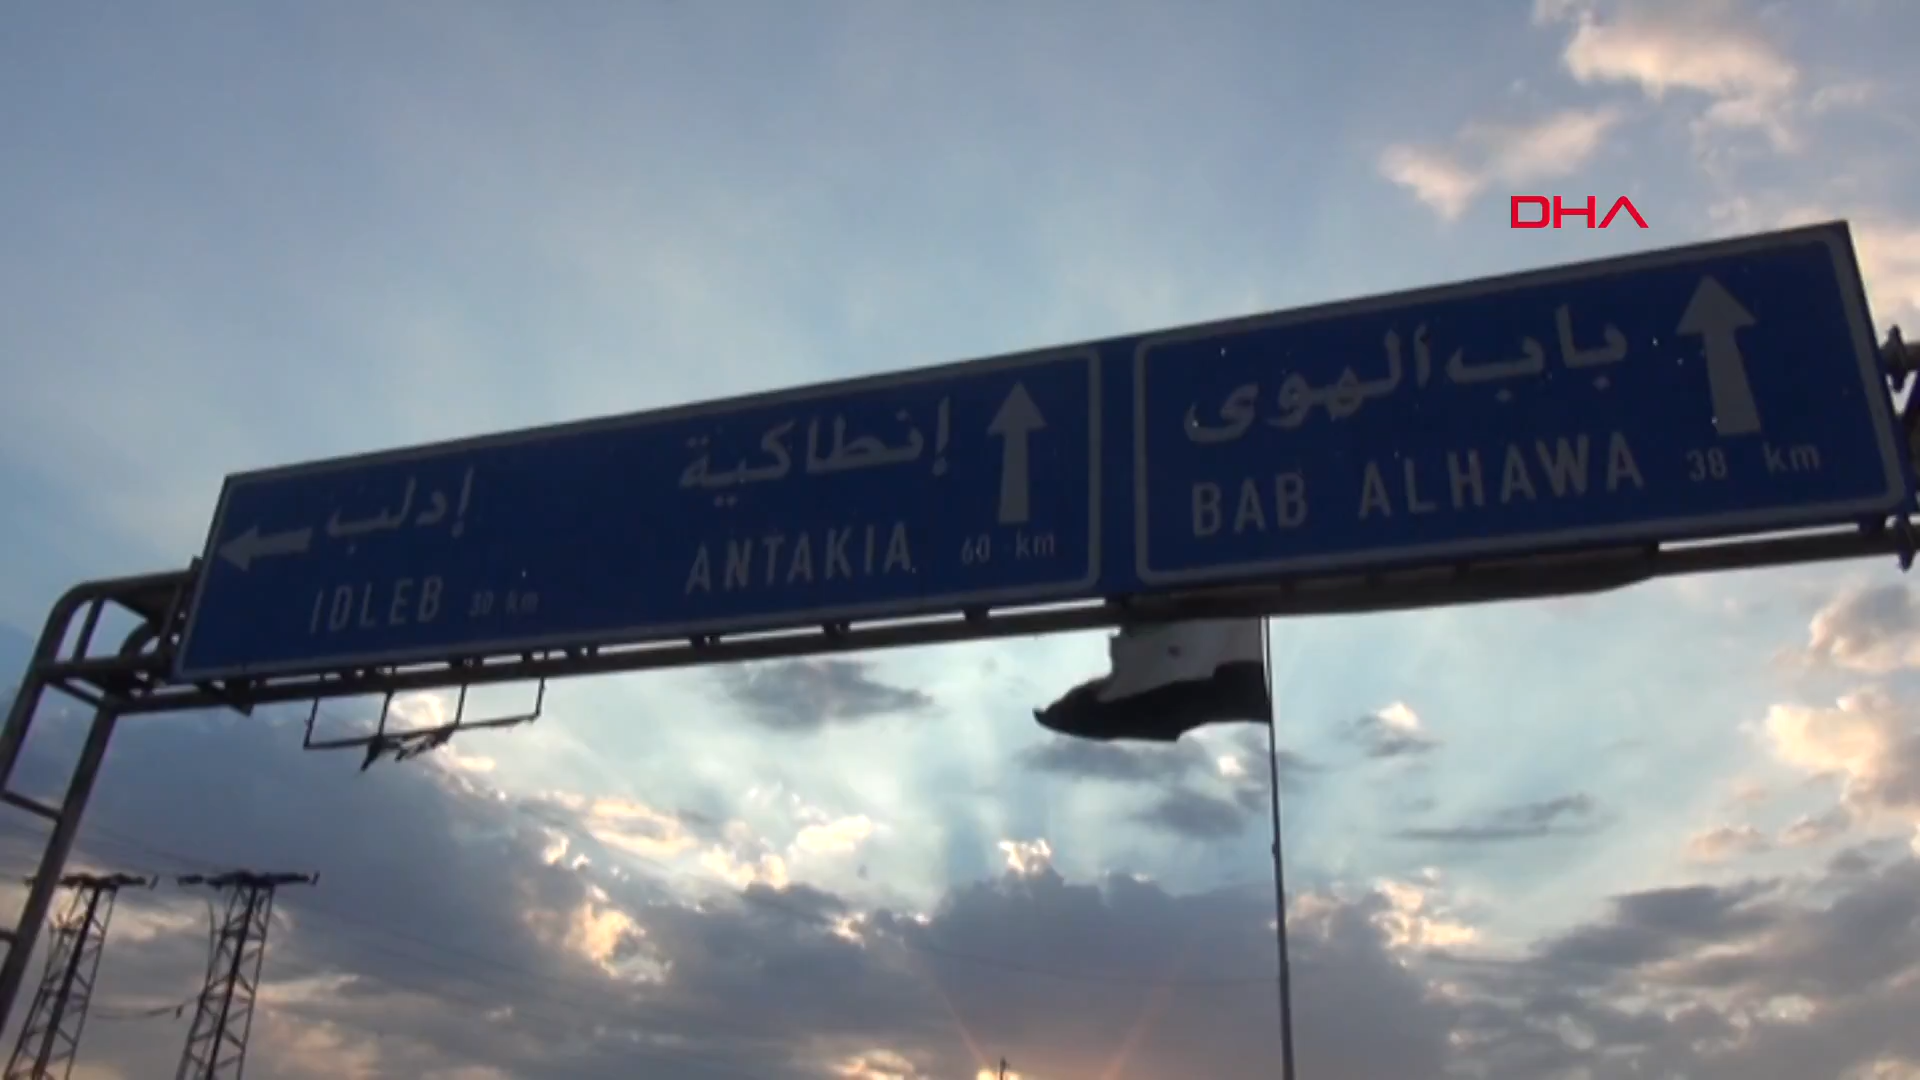 DHA
إدلب
IDLEB 30 km
إنطاكية
ANTAKIA 60 km
باب الهوى
BAB ALHAWA 38 km